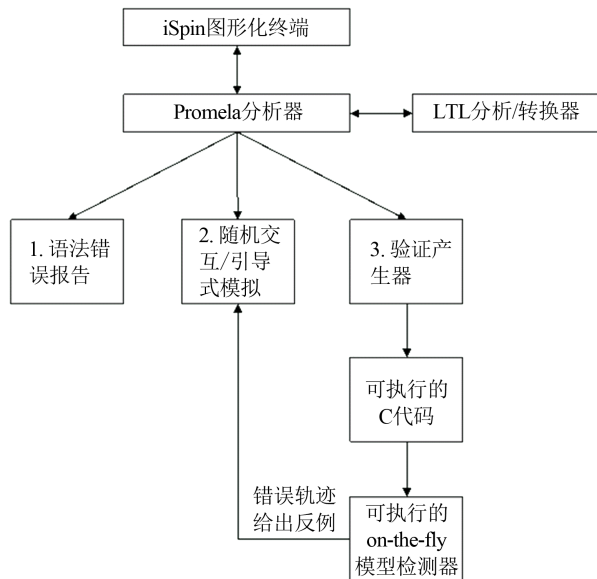 iSpin图形化终端
Promela分析器
LTL分析/转换器
1. 语法错
误报告
2. 随机交
互/引导
式模拟
3. 验证产
生器
可执行的
C代码
错误轨迹
给出反例
可执行的
on-the-fly
模型检测器